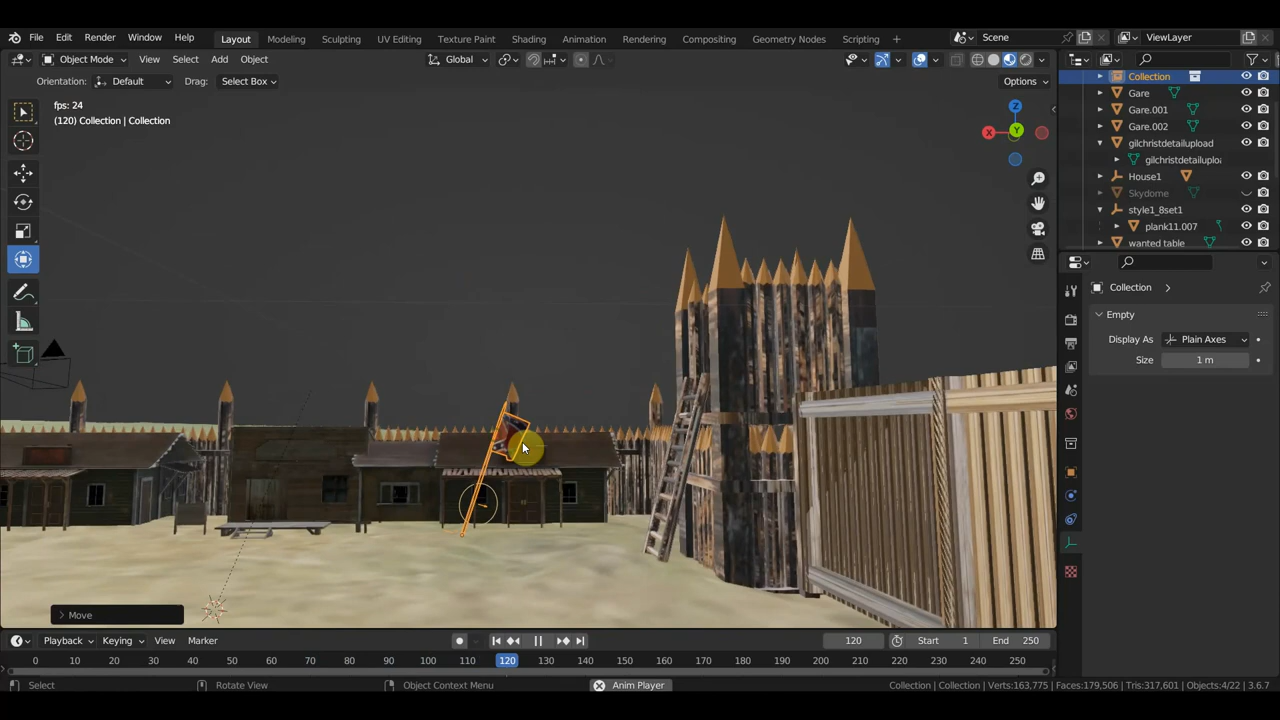 File Edit Render Window Help
Layout Modeling Sculpting UV Editing Texture Paint Shading Animation Rendering Compositing Geometry Nodes Scripting +
Scene ViewLayer
Object Mode View Select Add Object Global
Orientation: Default Drag: Select Box Options
fps: 24
(120) Collection | Collection
Z
X
Y
Collection
Gare
Gare.001
Gare.002
gilchristdetailupload
gilchristdetailuploa
House1
Skydome
style1_8set1
plank11.007
wanted table
Collection
Empty
Display As Plain Axes
Size 1 m
Move
Playback Keying View Marker 120 Start 1 End 250
0 10 20 30 40 50 60 70 80 90 100 110 120 130 140 150 160 170 180 190 200 210 220 230 240 250
Select Rotate View Object Context Menu Anim Player Collection | Collection | Verts:163,775 | Faces:179,506 | Tris:317,601 | Objects:4/22 | 3.6.7